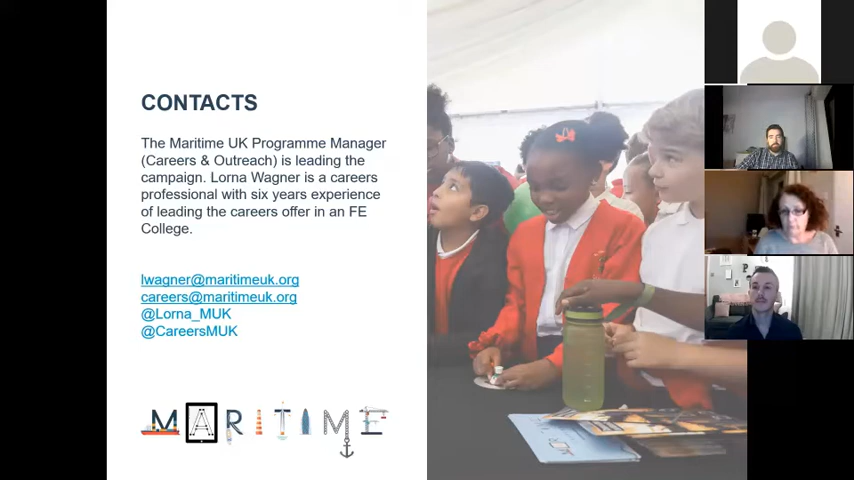 CONTACTS
The Maritime UK Programme Manager
(Careers & Outreach) is leading the
campaign. Lorna Wagner is a careers
professional with six years experience
of leading the careers offer in an FE
College.
lwagner@maritimeuk.org
careers@maritimeuk.org
@Lorna_MUK
@CareersMUK
MARITIME